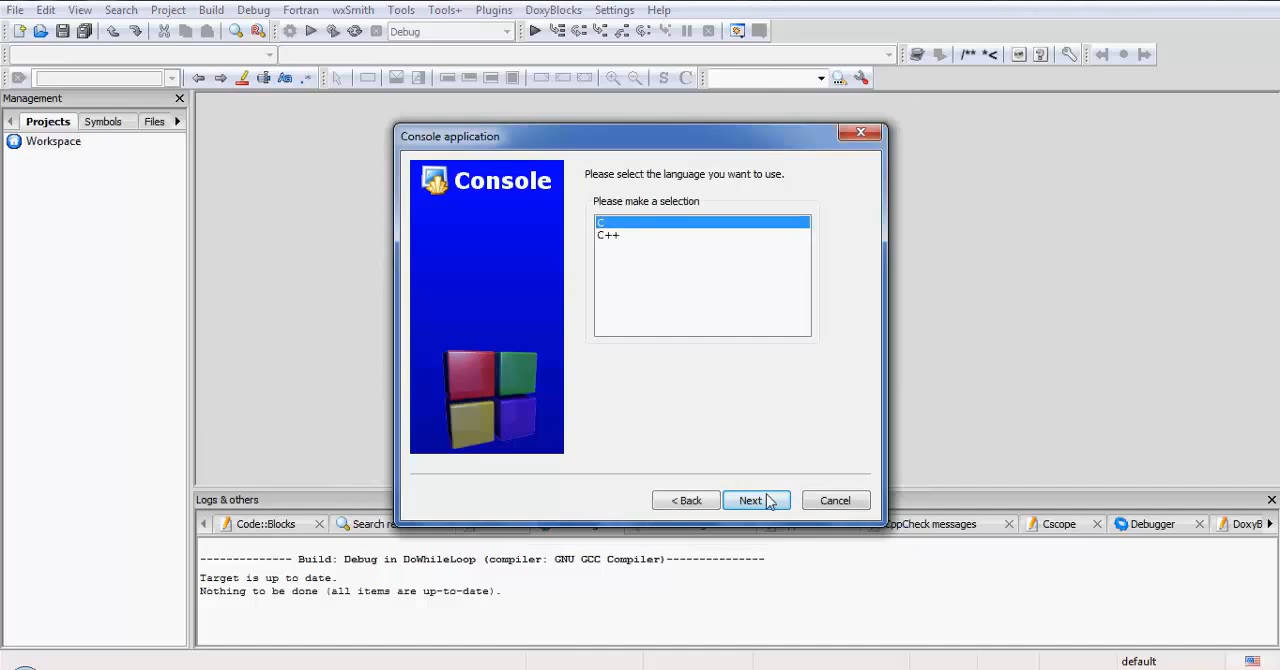 File Edit View Search Project Build Debug Fortran wxSmith Tools Tools+ Plugins DoxyBlocks Settings Help
Debug
/** *<
S C
Management
Projects Symbols Files
Workspace
Console application
Console
Please select the language you want to use.
Please make a selection
C
C++
< Back Next Cancel
Logs & others
Code::Blocks Search messages Cscope Debugger DoxyB
-------------- Build: Debug in DoWhileLoop (compiler: GNU GCC Compiler)---------------
Target is up to date.
Nothing to be done (all items are up-to-date).
default